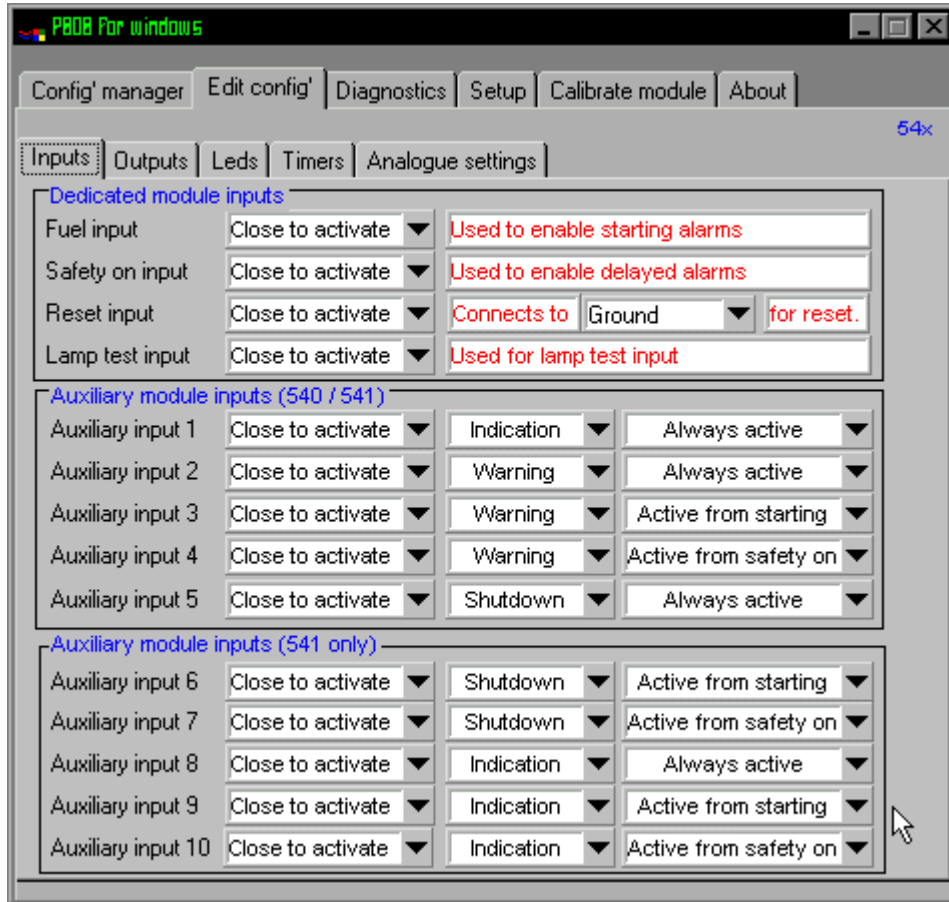 P808 For windows
Config' manager Edit config' Diagnostics Setup Calibrate module About
54x
Inputs Outputs Leds Timers Analogue settings
Dedicated module inputs
Fuel input Close to activate Used to enable starting alarms
Safety on input Close to activate Used to enable delayed alarms
Reset input Close to activate Connects to Ground for reset.
Lamp test input Close to activate Used for lamp test input
Auxiliary module inputs (540 / 541)
Auxiliary input 1 Close to activate Indication Always active
Auxiliary input 2 Close to activate Warning Always active
Auxiliary input 3 Close to activate Warning Active from starting
Auxiliary input 4 Close to activate Warning Active from safety on
Auxiliary input 5 Close to activate Shutdown Always active
Auxiliary module inputs (541 only)
Auxiliary input 6 Close to activate Shutdown Active from starting
Auxiliary input 7 Close to activate Shutdown Active from safety on
Auxiliary input 8 Close to activate Indication Always active
Auxiliary input 9 Close to activate Indication Active from starting
Auxiliary input 10 Close to activate Indication Active from safety on